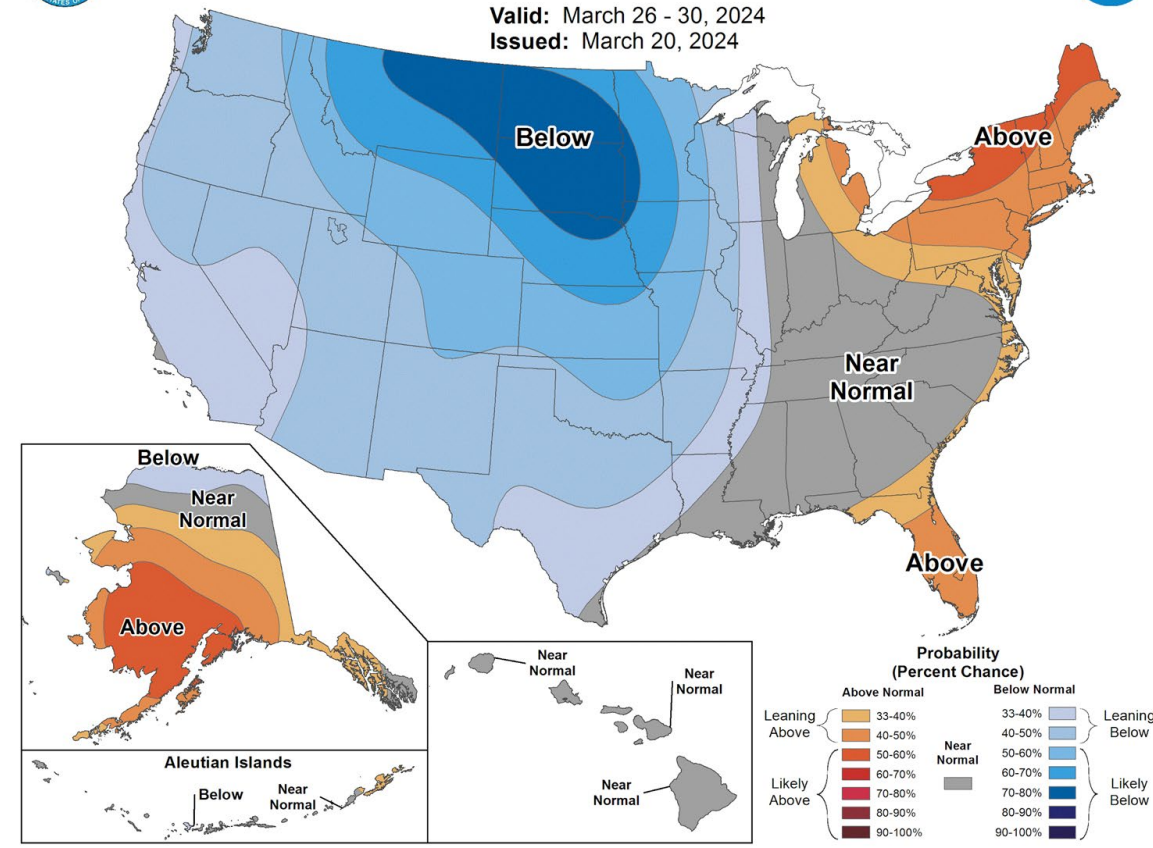 STATES OF
Valid: March 26 - 30, 2024
Issued: March 20, 2024
Below
Above
Near
Normal
Above
Below
Near
Normal
Above
Aleutian Islands
Below
Near
Normal
Near
Normal
Near
Normal
Near
Normal
Probability
(Percent Chance)
Above Normal
Below Normal
Leaning
Above
33-40%
40-50%
Likely
Above
50-60%
60-70%
70-80%
80-90%
90-100%
Near
Normal
33-40%
40-50%
Leaning
Below
50-60%
60-70%
70-80%
80-90%
90-100%
Likely
Below